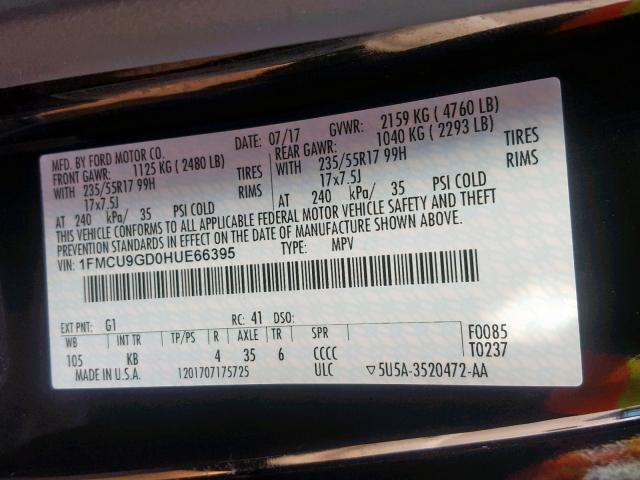 MFD. BY FORD MOTOR CO. DATE: 07/17 GVWR: 2159 KG ( 4760 LB)
FRONT GAWR: 1125 KG ( 2480 LB) REAR GAWR: 1040 KG ( 2293 LB)
WITH 235/55R17 99H TIRES WITH 235/55R17 99H TIRES
17x7.5J RIMS 17x7.5J RIMS
AT 240 kPa/ 35 PSI COLD AT 240 kPa/ 35 PSI COLD
THIS VEHICLE CONFORMS TO ALL APPLICABLE FEDERAL MOTOR VEHICLE SAFETY AND THEFT
PREVENTION STANDARDS IN EFFECT ON THE DATE OF MANUFACTURE SHOWN ABOVE.
VIN: 1FMCU9GD0HUE66395 TYPE: MPV
EXT PNT: G1 RC: 41 DSO:
WB INT TR TP/PS R AXLE TR SPR F0085
105 KB 4 35 6 CCCC T0237
MADE IN U.S.A. 1201707175725 ULC ▽5U5A-3520472-AA